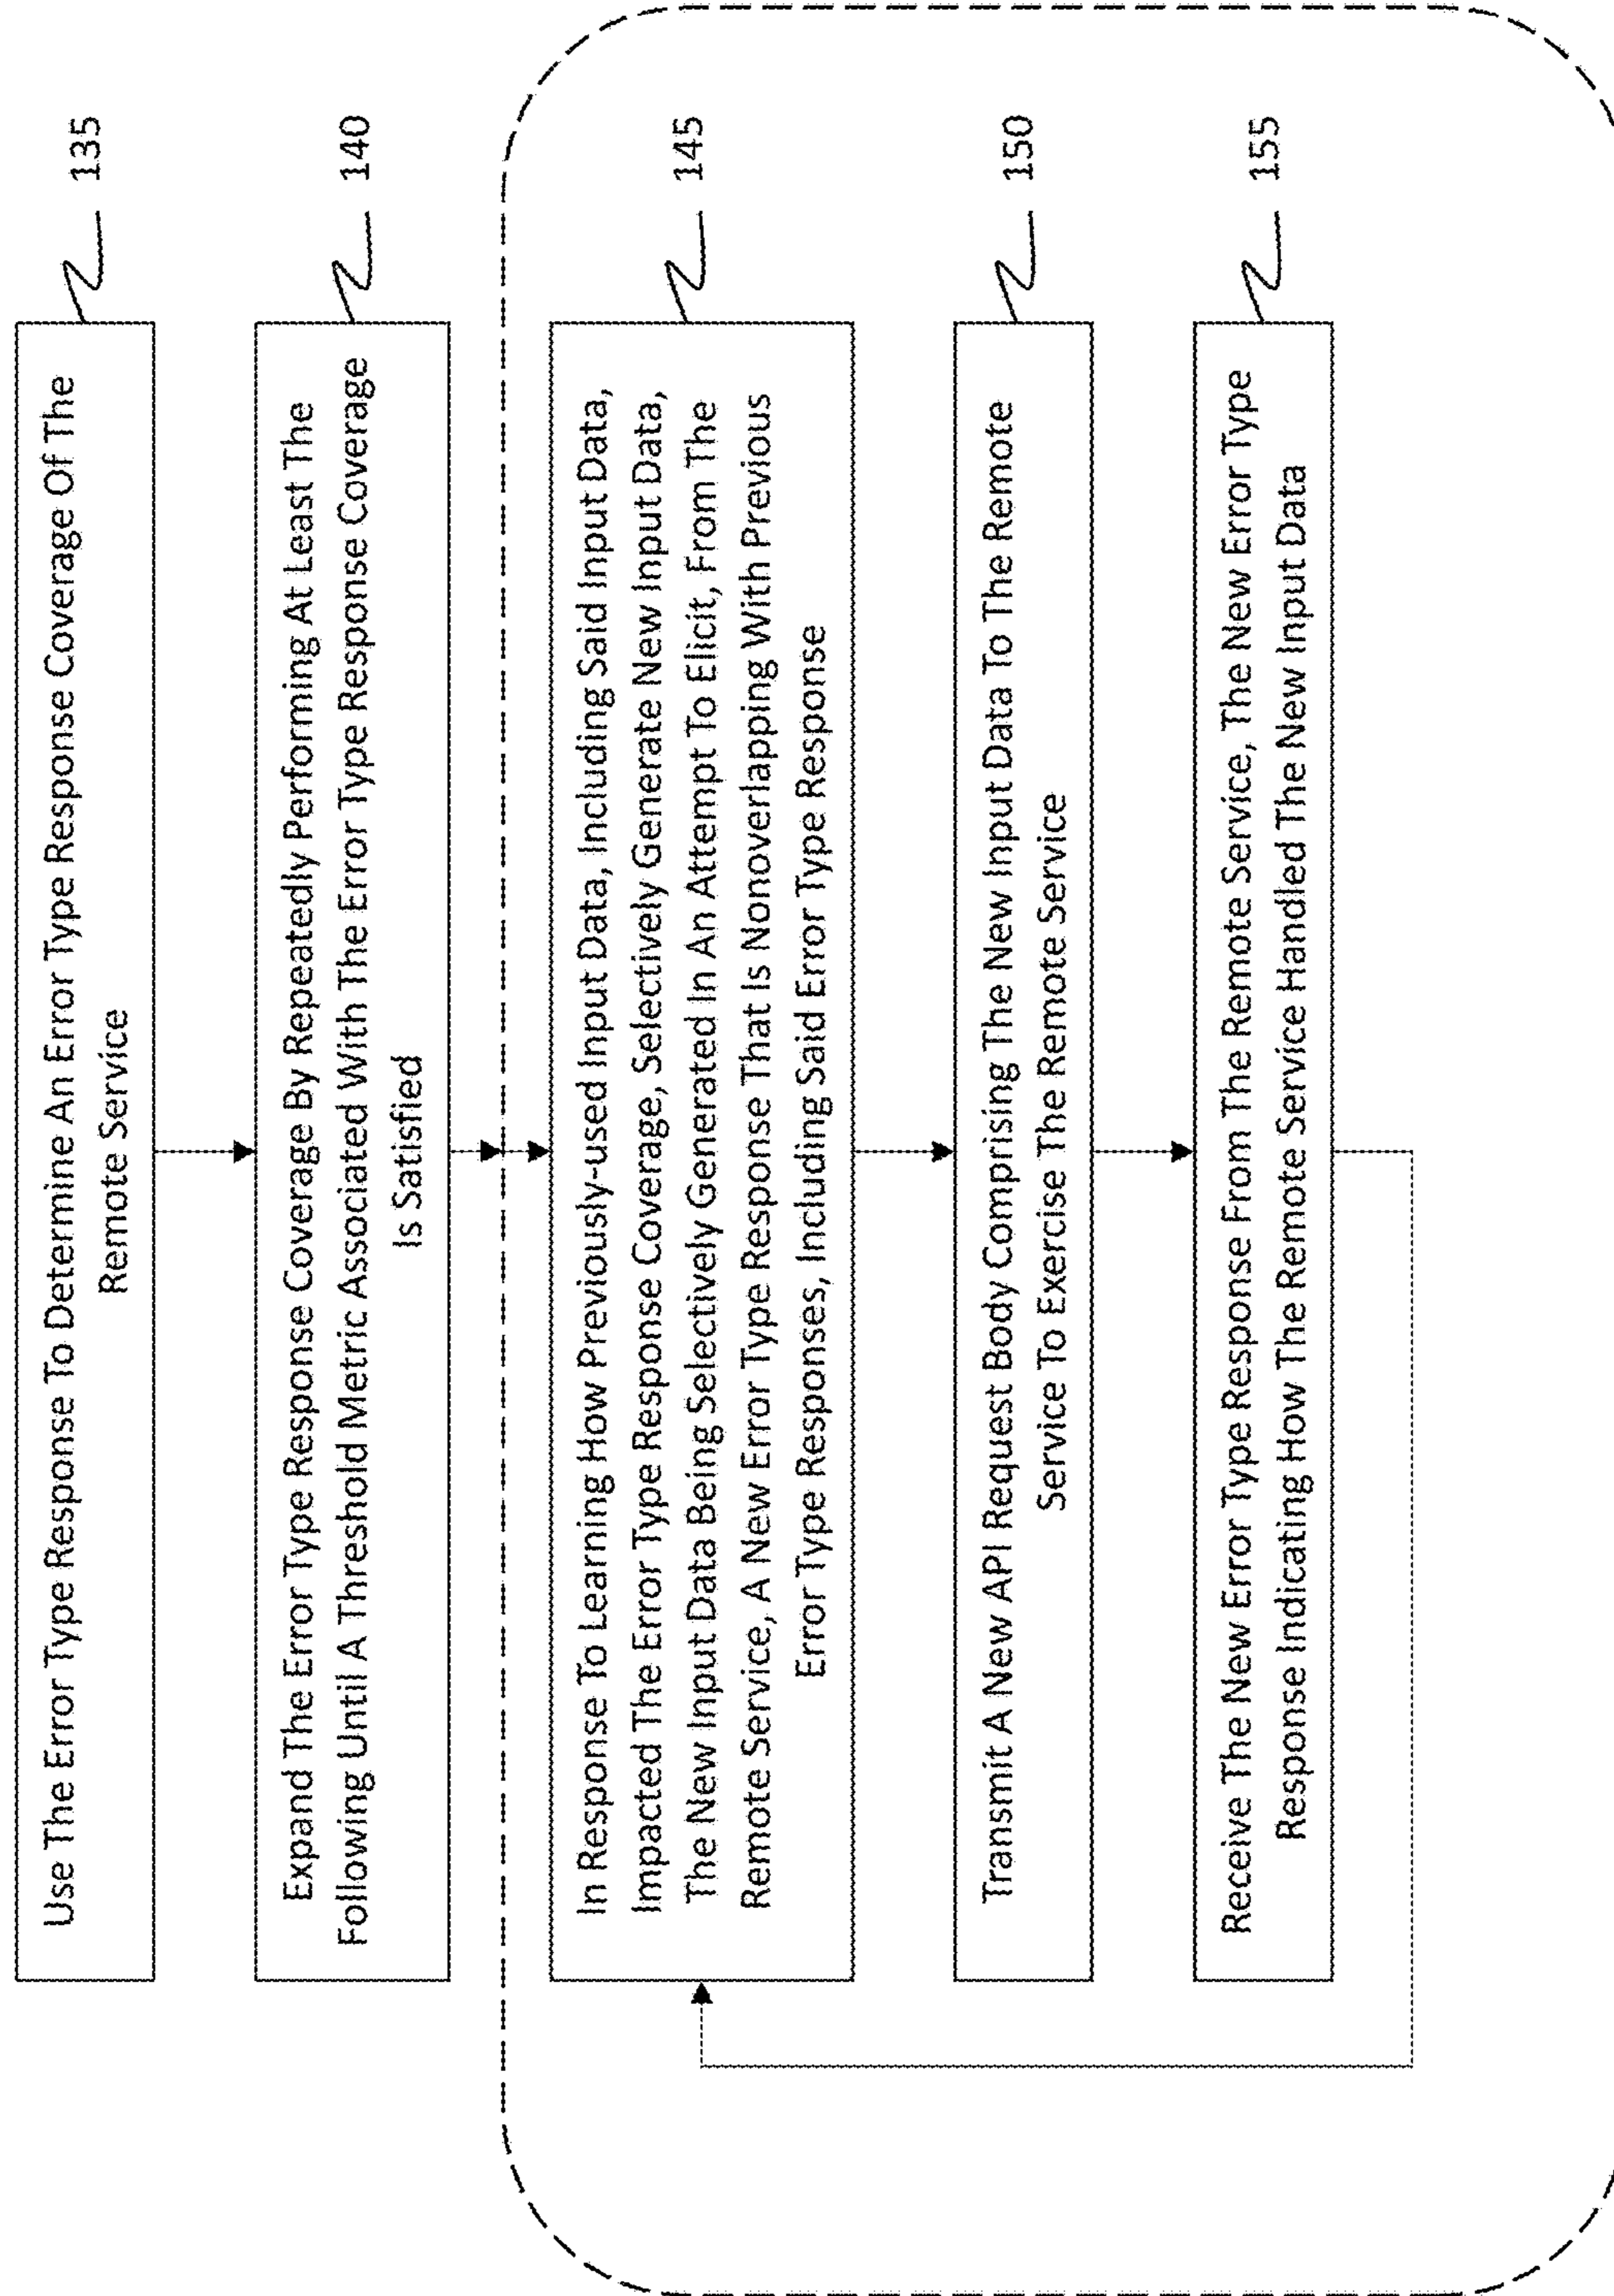 Use The Error Type Response To Determine An Error Type Response Coverage Of The
Remote Service
135
Expand The Error Type Response Coverage By Repeatedly Performing At Least The
Following Until A Threshold Metric Associated With The Error Type Response Coverage
Is Satisfied
140
In Response To Learning How Previously-used Input Data, Including Said Input Data,
Impacted The Error Type Response Coverage, Selectively Generate New Input Data,
The New Input Data Being Selectively Generated In An Attempt To Elicit, From The
Remote Service, A New Error Type Response That Is Nonoverlapping With Previous
Error Type Responses, Including Said Error Type Response
145
Transmit A New API Request Body Comprising The New Input Data To The Remote
Service To Exercise The Remote Service
150
Receive The New Error Type Response From The Remote Service, The New Error Type
Response Indicating How The Remote Service Handled The New Input Data
155